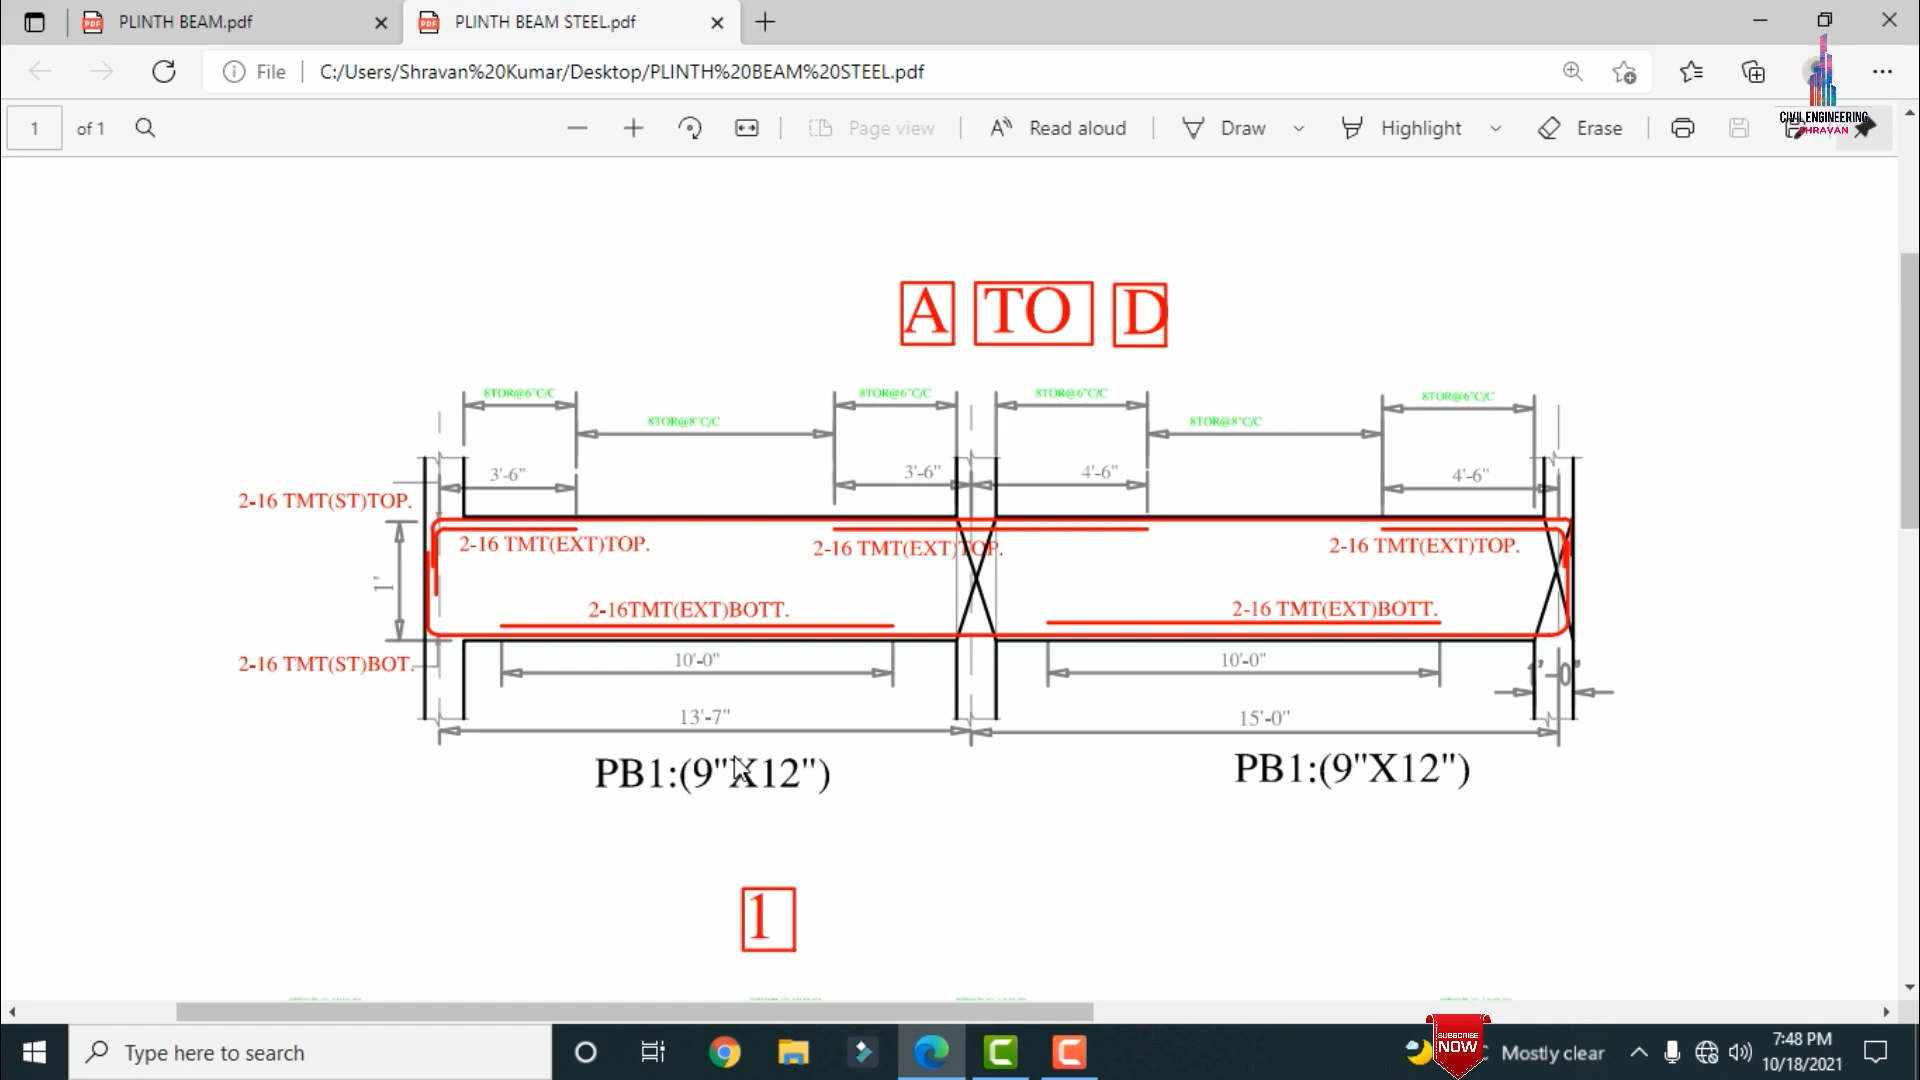 PLINTH BEAM.pdf
PLINTH BEAM STEEL.pdf
File
C:/Users/Shravan%20Kumar/Desktop/PLINTH%20BEAM%20STEEL.pdf
1 of 1
Page view
Read aloud
Draw
Highlight
Erase
CIVIL ENGINEERING
SHRAVAN
A TO D
8TOR@6"C/C
8TOR@6"C/C
8TOR@6"C/C
8TOR@6"C/C
8TOR@8"C/C
8TOR@8"C/C
3'-6"
3'-6"
4'-6"
4'-6"
2-16 TMT(ST)TOP.
2-16 TMT(EXT)TOP.
2-16 TMT(EXT)TOP.
2-16 TMT(EXT)TOP.
1'
2-16TMT(EXT)BOTT.
2-16 TMT(EXT)BOTT.
2-16 TMT(ST)BOT.
10'-0"
10'-0"
1'-0"
13'-7"
15'-0"
PB1:(9"X12")
PB1:(9"X12")
1
Type here to search
SUBSCRIBE
NOW
C Mostly clear
7:48 PM
10/18/2021